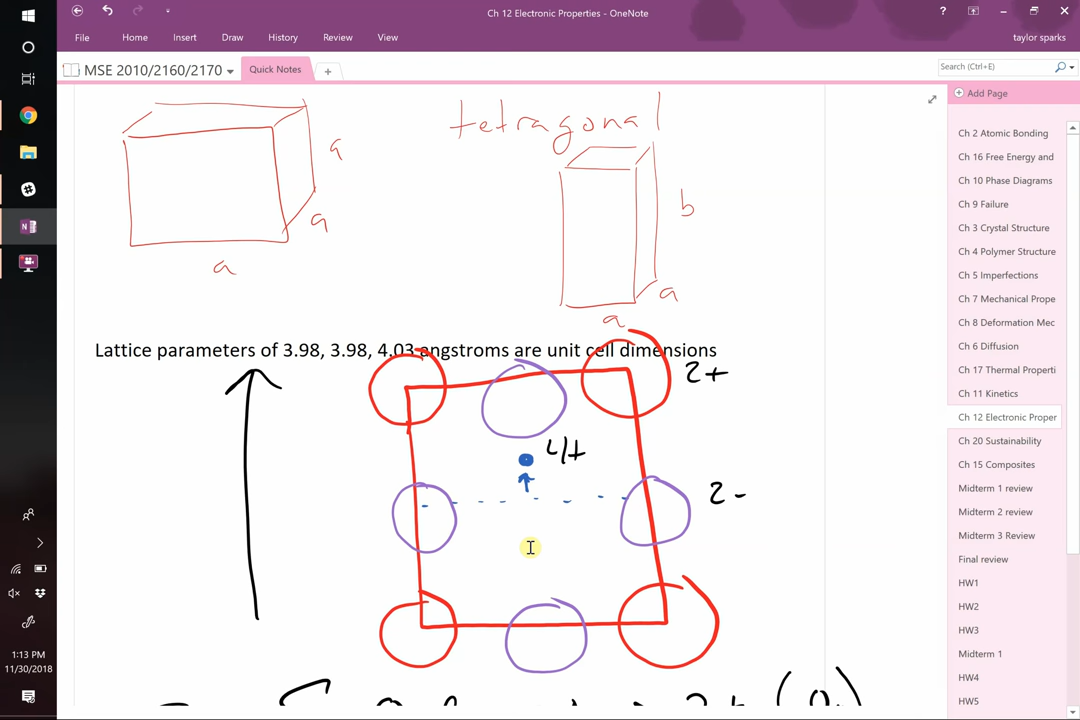 Ch 12 Electronic Properties - OneNote
?
File Home Insert Draw History Review View
taylor sparks
MSE 2010/2160/2170
Quick Notes
+
Search (Ctrl+E)
Add Page
a
a
a
tetragonal
b
a
a
Lattice parameters of 3.98, 3.98, 4.03 angstroms are unit cell dimensions
2+
4+
2-
Ch 2 Atomic Bonding
Ch 16 Free Energy and
Ch 10 Phase Diagrams
Ch 9 Failure
Ch 3 Crystal Structure
Ch 4 Polymer Structure
Ch 5 Imperfections
Ch 7 Mechanical Prope
Ch 8 Deformation Mec
Ch 6 Diffusion
Ch 17 Thermal Properti
Ch 11 Kinetics
Ch 12 Electronic Proper
Ch 20 Sustainability
Ch 15 Composites
Midterm 1 review
Midterm 2 review
Midterm 3 Review
Final review
HW1
HW2
HW3
Midterm 1
HW4
HW5
1:13 PM
11/30/2018